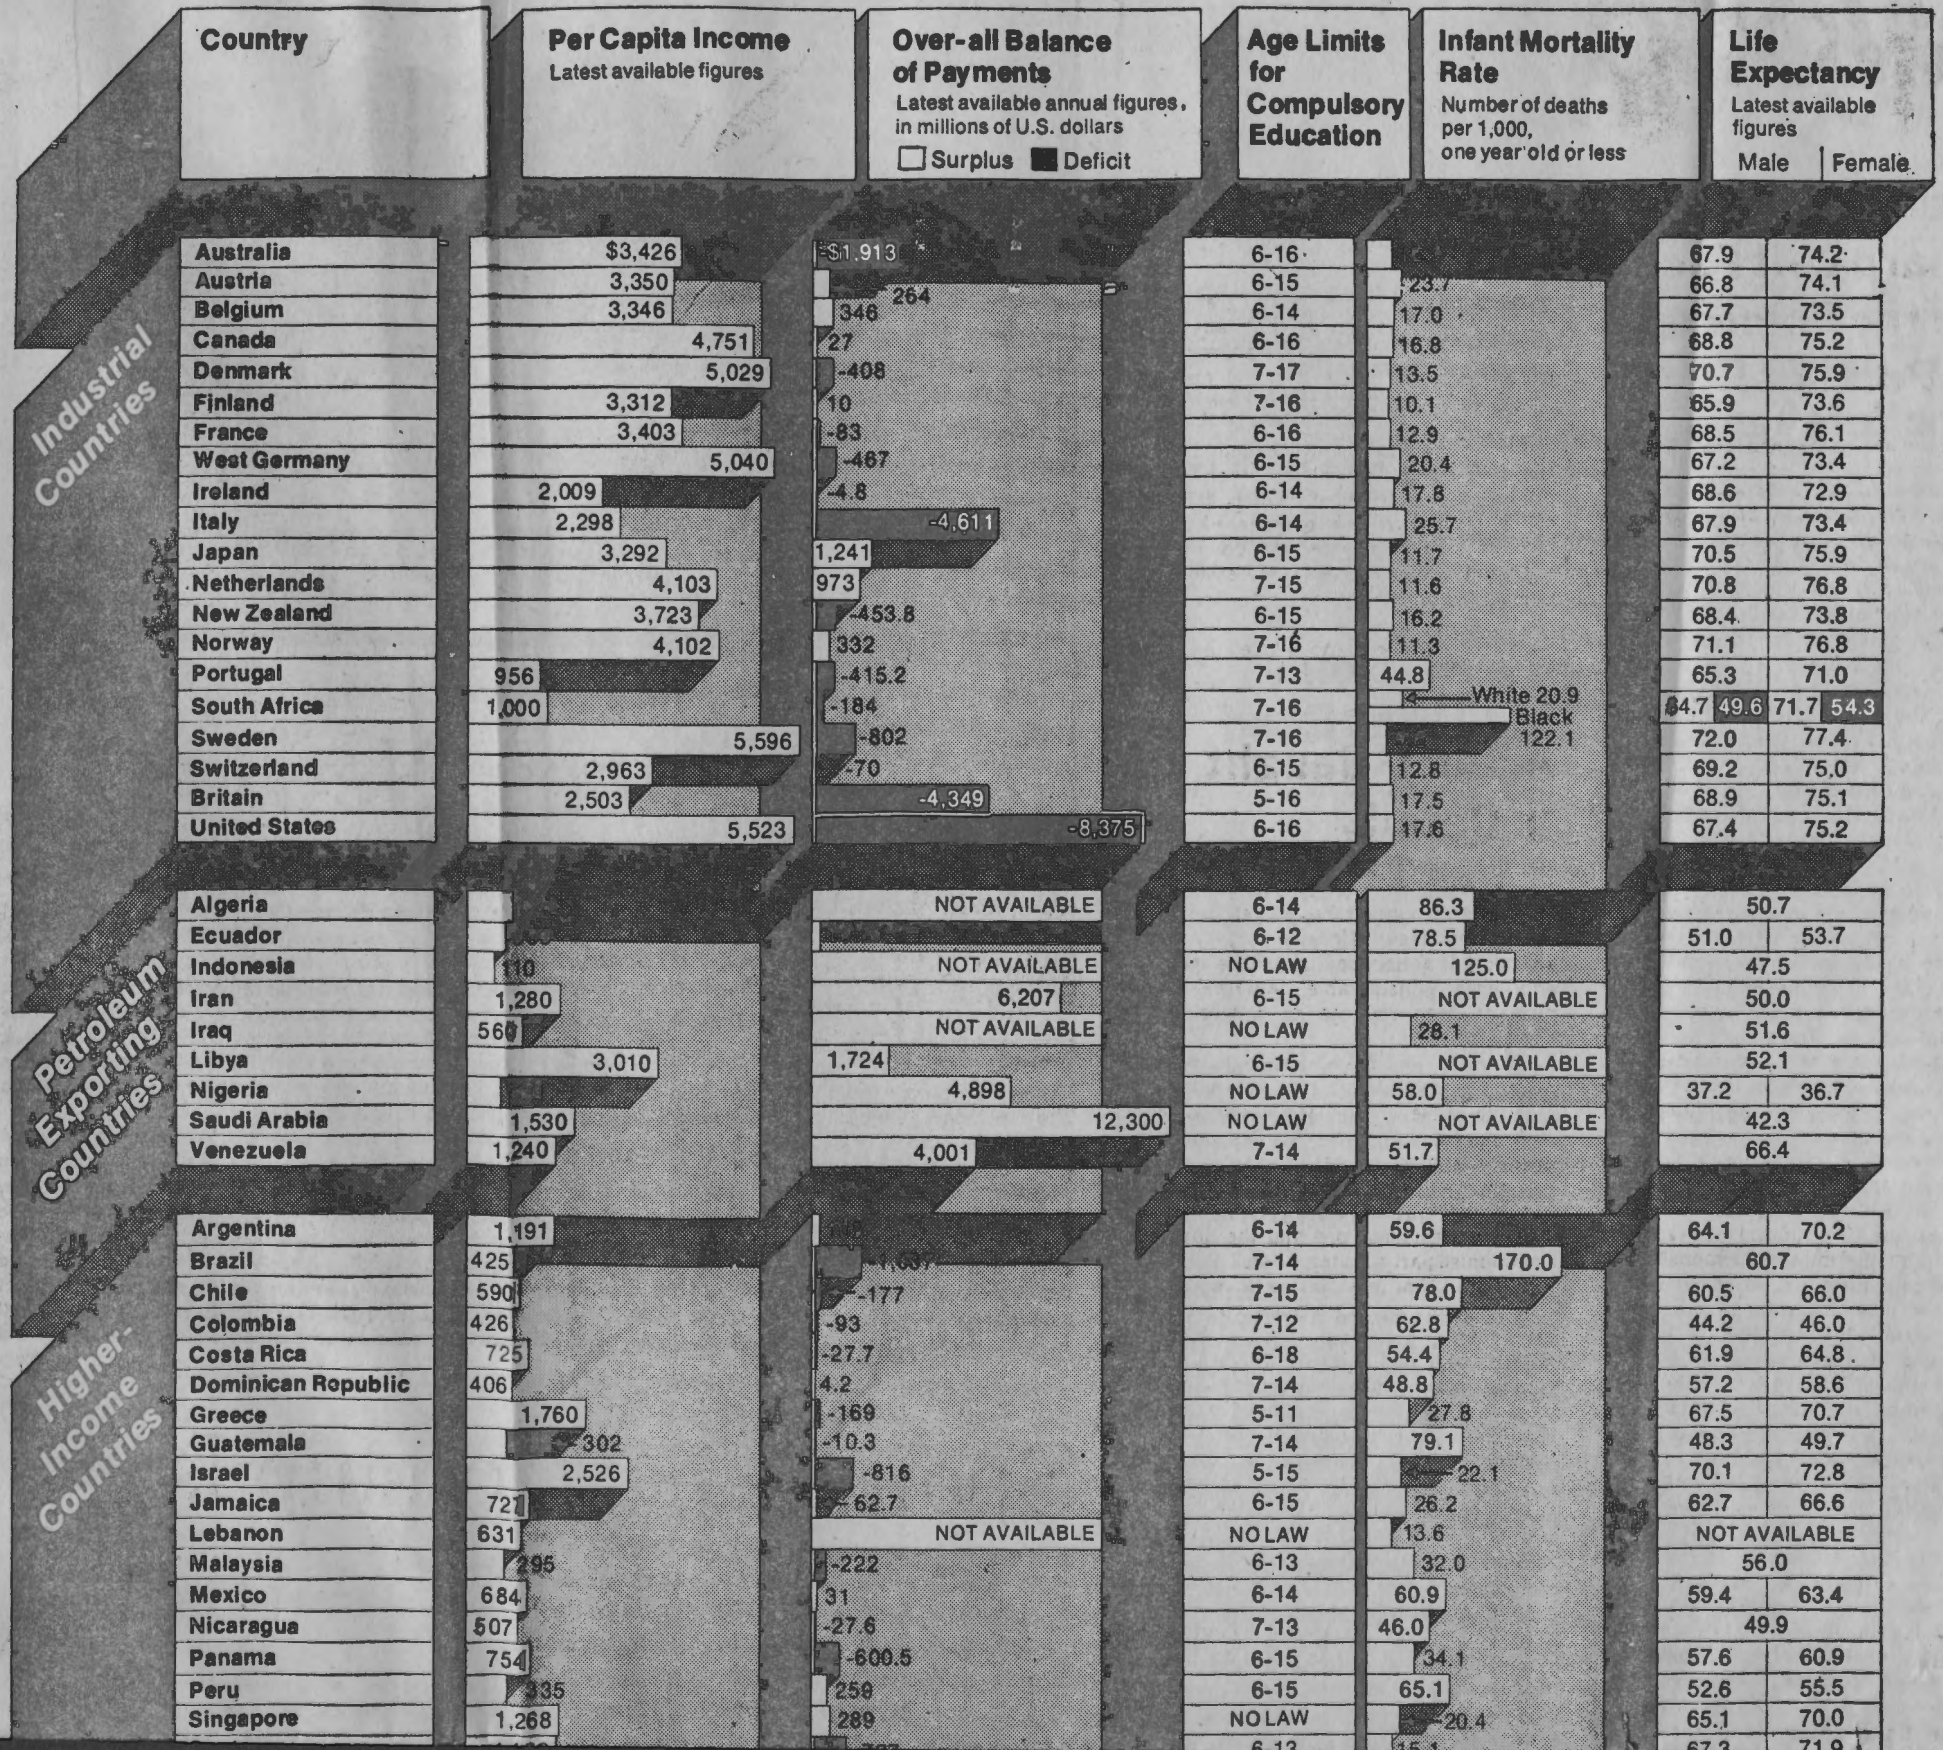 Country
Per Capita Income
Latest available figures
Over-all Balance
of Payments
Latest available annual figures,
in millions of U.S. dollars
Surplus Deficit
Age Limits
for
Compulsory
Education
Infant Mortality
Rate
Number of deaths
per 1,000,
one year old or less
Life
Expectancy
Latest available
figures
Male Female
Industrial
Countries
Australia $3,426 -$1.913 6-16 67.9 74.2
Austria 3,350 264 6-15 23.7 66.8 74.1
Belgium 3,346 346 6-14 17.0 67.7 73.5
Canada 4,751 27 6-16 16.8 68.8 75.2
Denmark 5,029 -408 7-17 13.5 70.7 75.9
Finland 3,312 10 7-16 10.1 65.9 73.6
France 3,403 -83 6-16 12.9 68.5 76.1
West Germany 5,040 -467 6-15 20.4 67.2 73.4
Ireland 2,009 -4.8 6-14 17.8 68.6 72.9
Italy 2,298 -4,611 6-14 25.7 67.9 73.4
Japan 3,292 1,241 6-15 11.7 70.5 75.9
Netherlands 4,103 973 7-15 11.6 70.8 76.8
New Zealand 3,723 -453.8 6-15 16.2 68.4 73.8
Norway 4,102 332 7-16 11.3 71.1 76.8
Portugal 956 -415.2 7-13 44.8 65.3 71.0
South Africa 1,000 -184 7-16 White 20.9 Black 122.1 64.7 49.6 71.7 54.3
Sweden 5,596 -802 7-16 72.0 77.4
Switzerland 2,963 -70 6-15 12.8 69.2 75.0
Britain 2,503 -4,349 5-16 17.5 68.9 75.1
United States 5,523 -8,375 6-16 17.6 67.4 75.2
Petroleum
Exporting
Countries
Algeria NOT AVAILABLE 6-14 86.3 50.7
Ecuador 6-12 78.5 51.0 53.7
Indonesia 110 NOT AVAILABLE NO LAW 125.0 47.5
Iran 1,280 6,207 6-15 NOT AVAILABLE 50.0
Iraq 560 NOT AVAILABLE NO LAW 28.1 51.6
Libya 3,010 1,724 6-15 NOT AVAILABLE 52.1
Nigeria 4,898 NO LAW 58.0 37.2 36.7
Saudi Arabia 1,530 12,300 NO LAW NOT AVAILABLE 42.3
Venezuela 1,240 4,001 7-14 51.7 66.4
Higher-
Income
Countries
Argentina 1,191 6-14 59.6 64.1 70.2
Brazil 425 7-14 170.0 60.7
Chile 590 -177 7-15 78.0 60.5 66.0
Colombia 426 -93 7-12 62.8 44.2 46.0
Costa Rica 725 -27.7 6-18 54.4 61.9 64.8
Dominican Republic 406 4.2 7-14 48.8 57.2 58.6
Greece 1,760 -169 5-11 27.8 67.5 70.7
Guatemala 302 -10.3 7-14 79.1 48.3 49.7
Israel 2,526 -816 5-15 22.1 70.1 72.8
Jamaica 721 -62.7 6-15 26.2 62.7 66.6
Lebanon 631 NOT AVAILABLE NO LAW 13.6 NOT AVAILABLE
Malaysia 295 -222 6-13 32.0 56.0
Mexico 684 31 6-14 60.9 59.4 63.4
Nicaragua 507 -27.6 7-13 46.0 49.9
Panama 754 -600.5 6-15 34.1 57.6 60.9
Peru 335 259 6-15 65.1 52.6 55.5
Singapore 1,268 289 NO LAW 20.4 65.1 70.0
6-13 67.3 71.9